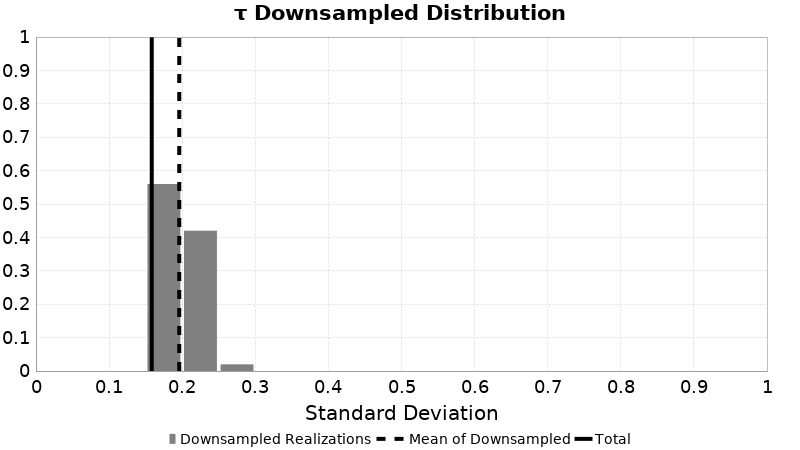 τ Downsampled Distribution
1
0.9
0.8
0.7
0.6
0.5
0.4
0.3
0.2
0.1
0
0 0.1 0.2 0.3 0.4 0.5 0.6 0.7 0.8 0.9 1
Standard Deviation
Downsampled Realizations Mean of Downsampled Total